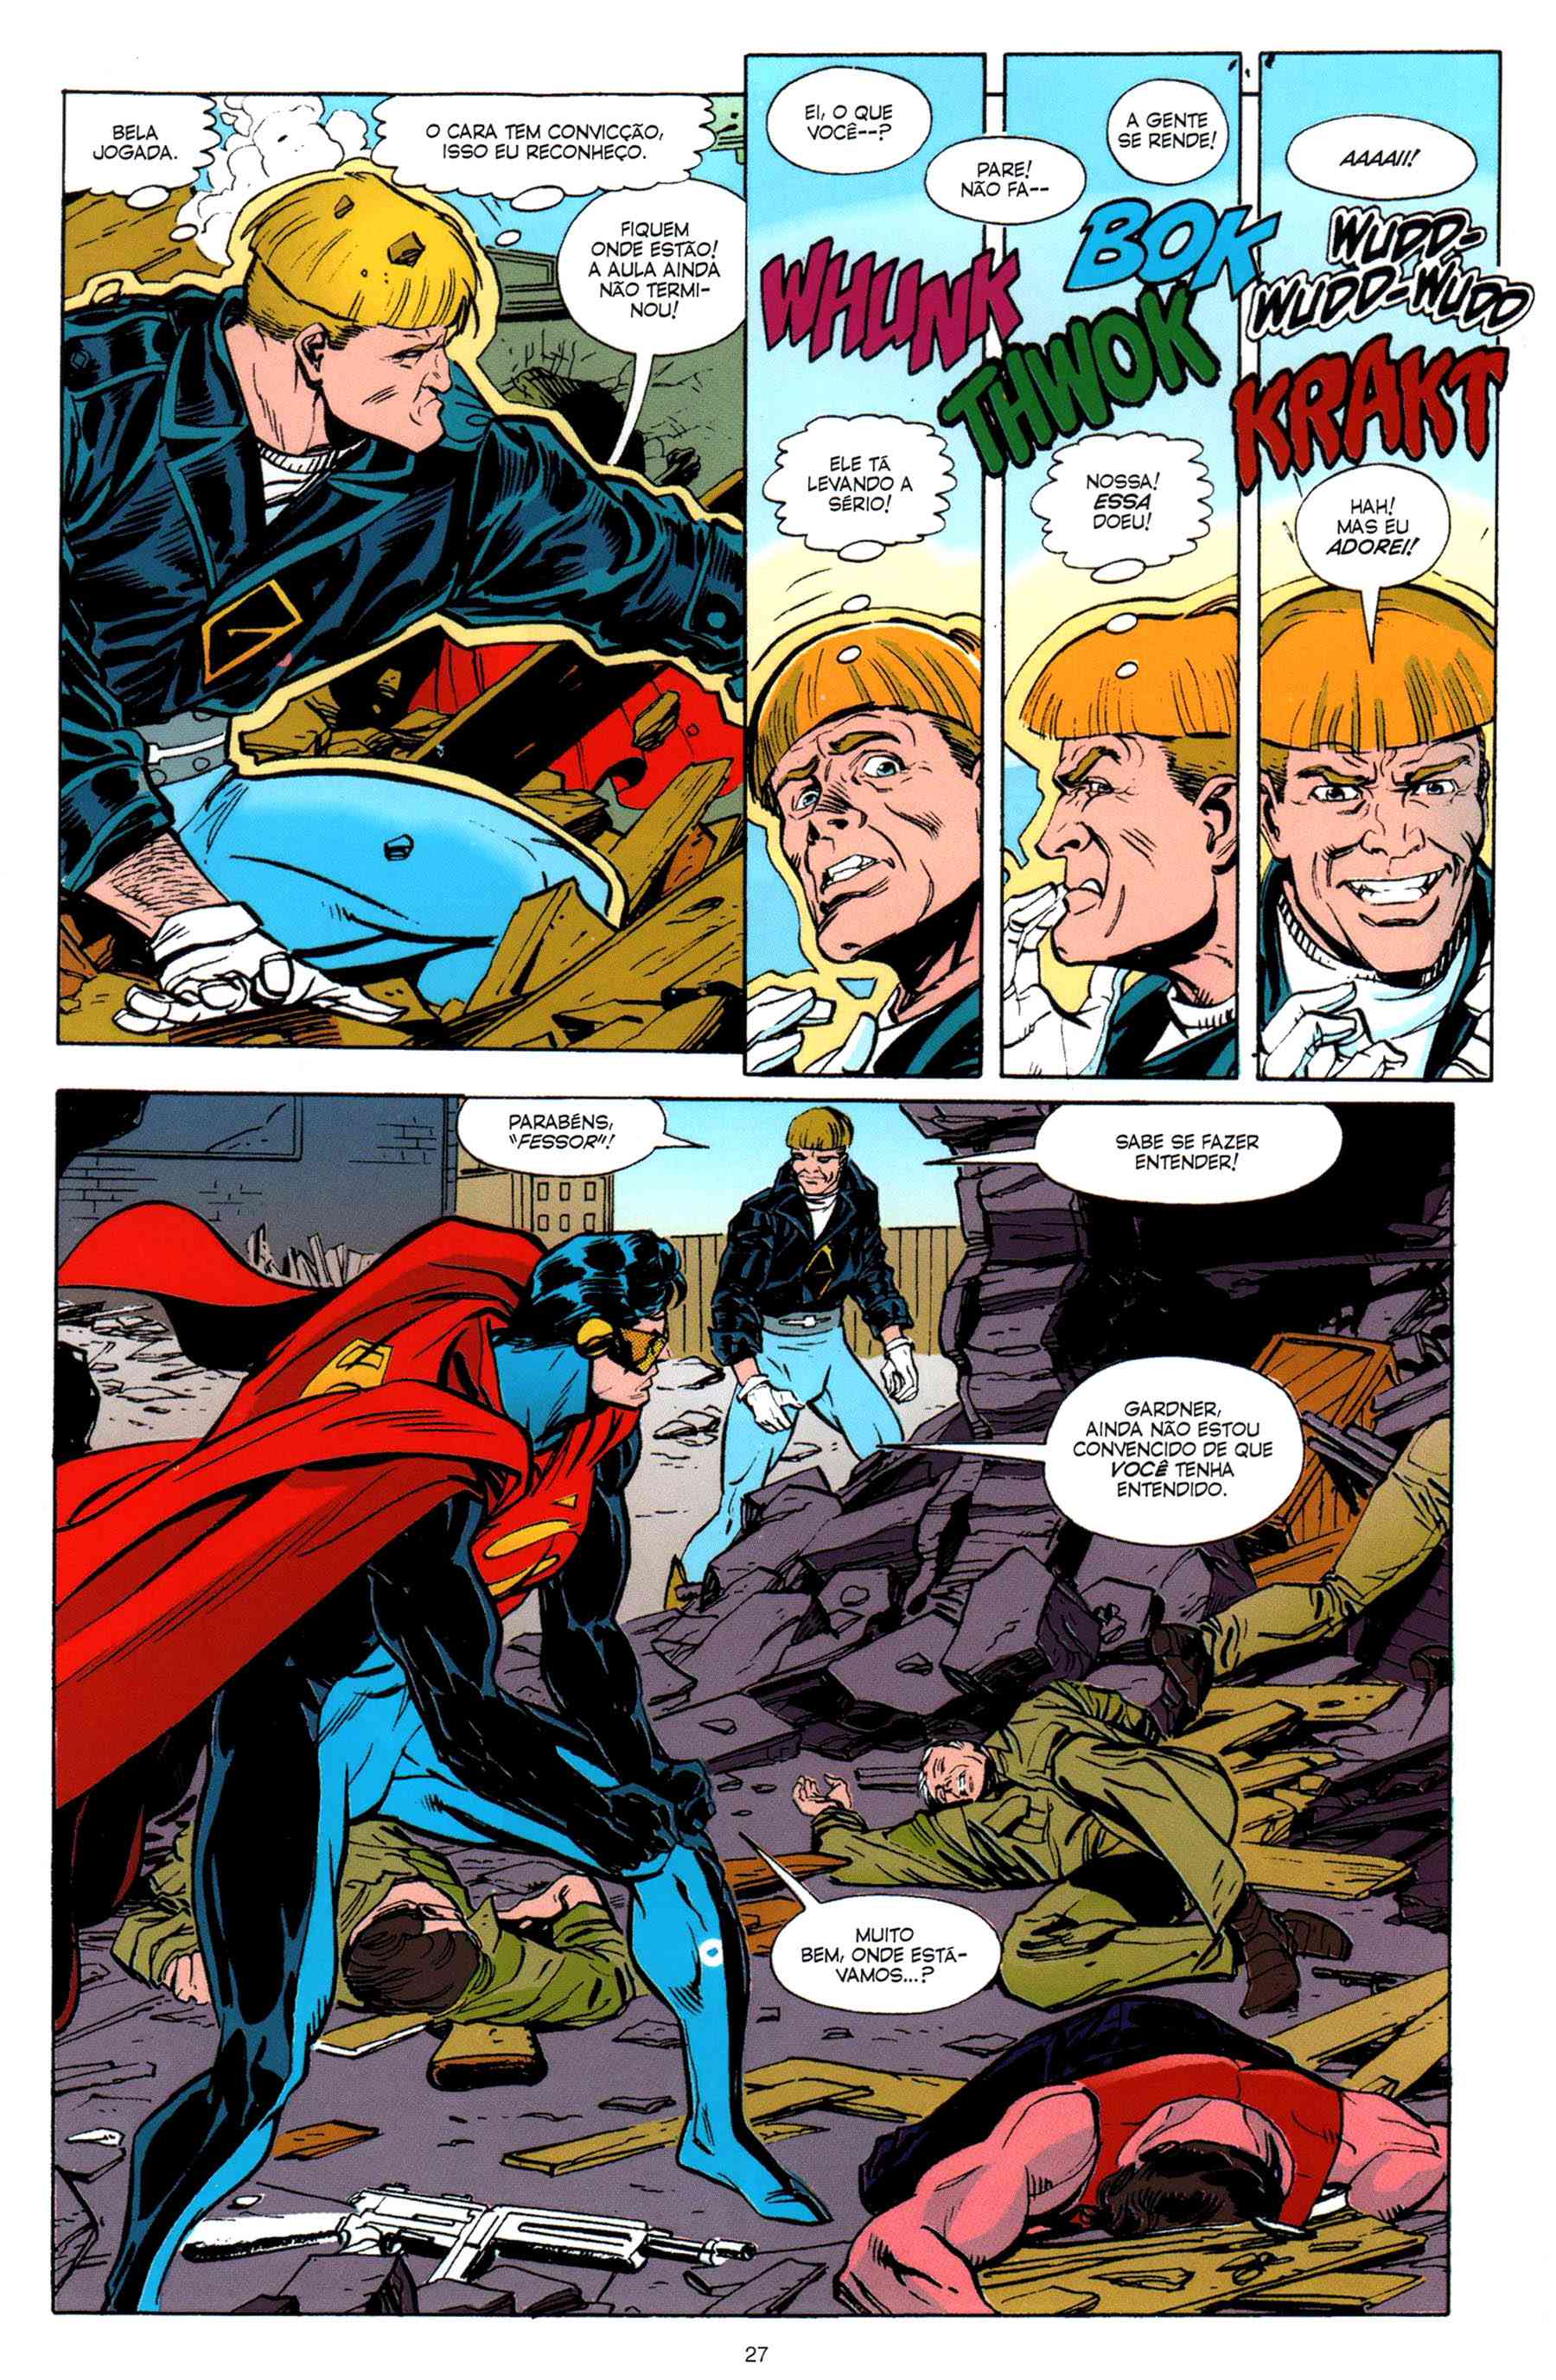 BELA
JOGADA.
O CARA TEM CONVICÇÃO,
ISSO EU RECONHEÇO.
FIQUEM
ONDE ESTÃO!
A AULA AINDA
NÃO TERMI-
NOU!
EI, O QUE
VOCÊ--?
PARE!
NÃO FA--
WHUNK
ELE TÁ
LEVANDO A
SÉRIO!
A GENTE
SE RENDE!
BOK
THWOK
NOSSA!
ESSA
DOEU!
AAAAII!
WUDD-
WUDD-WUDD
KRAKT
HAH!
MAS EU
ADOREI!
PARABÉNS,
"FESSOR"!
SABE SE FAZER
ENTENDER!
GARDNER,
AINDA NÃO ESTOU
CONVENCIDO DE QUE
VOCÊ TENHA
ENTENDIDO.
MUITO
BEM, ONDE ESTÁ-
VAMOS...?
27